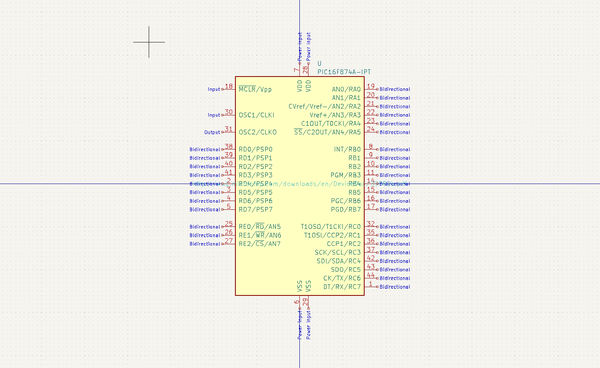 Power input
Power input
7
28
VDD
VDD
U
PIC16F874A-IPT
Input 18 MCLR/Vpp
AN0/RA0 19 Bidirectional
AN1/RA1 20 Bidirectional
CVref/Vref-/AN2/RA2 21 Bidirectional
Input 30 OSC1/CLKI
Vref+/AN3/RA3 22 Bidirectional
C1OUT/T0CKI/RA4 23 Bidirectional
Output 31 OSC2/CLKO
SS/C2OUT/AN4/RA5 24 Bidirectional
Bidirectional 38 RD0/PSP0
INT/RB0 8 Bidirectional
Bidirectional 39 RD1/PSP1
RB1 9 Bidirectional
Bidirectional 40 RD2/PSP2
RB2 10 Bidirectional
Bidirectional 41 RD3/PSP3
PGM/RB3 11 Bidirectional
Bidirectional 2 RD4/PSP4
RB4 14 Bidirectional
Bidirectional 3 RD5/PSP5
RB5 15 Bidirectional
Bidirectional 4 RD6/PSP6
PGC/RB6 16 Bidirectional
Bidirectional 5 RD7/PSP7
PGD/RB7 17 Bidirectional
Bidirectional 25 RE0/RD/AN5
T1OSO/T1CKI/RC0 32 Bidirectional
Bidirectional 26 RE1/WR/AN6
T1OSI/CCP2/RC1 35 Bidirectional
Bidirectional 27 RE2/CS/AN7
CCP1/RC2 36 Bidirectional
SCK/SCL/RC3 37 Bidirectional
SDI/SDA/RC4 42 Bidirectional
SDO/RC5 43 Bidirectional
CK/TX/RC6 44 Bidirectional
DT/RX/RC7 1 Bidirectional
VSS
VSS
6
29
Power input
Power input